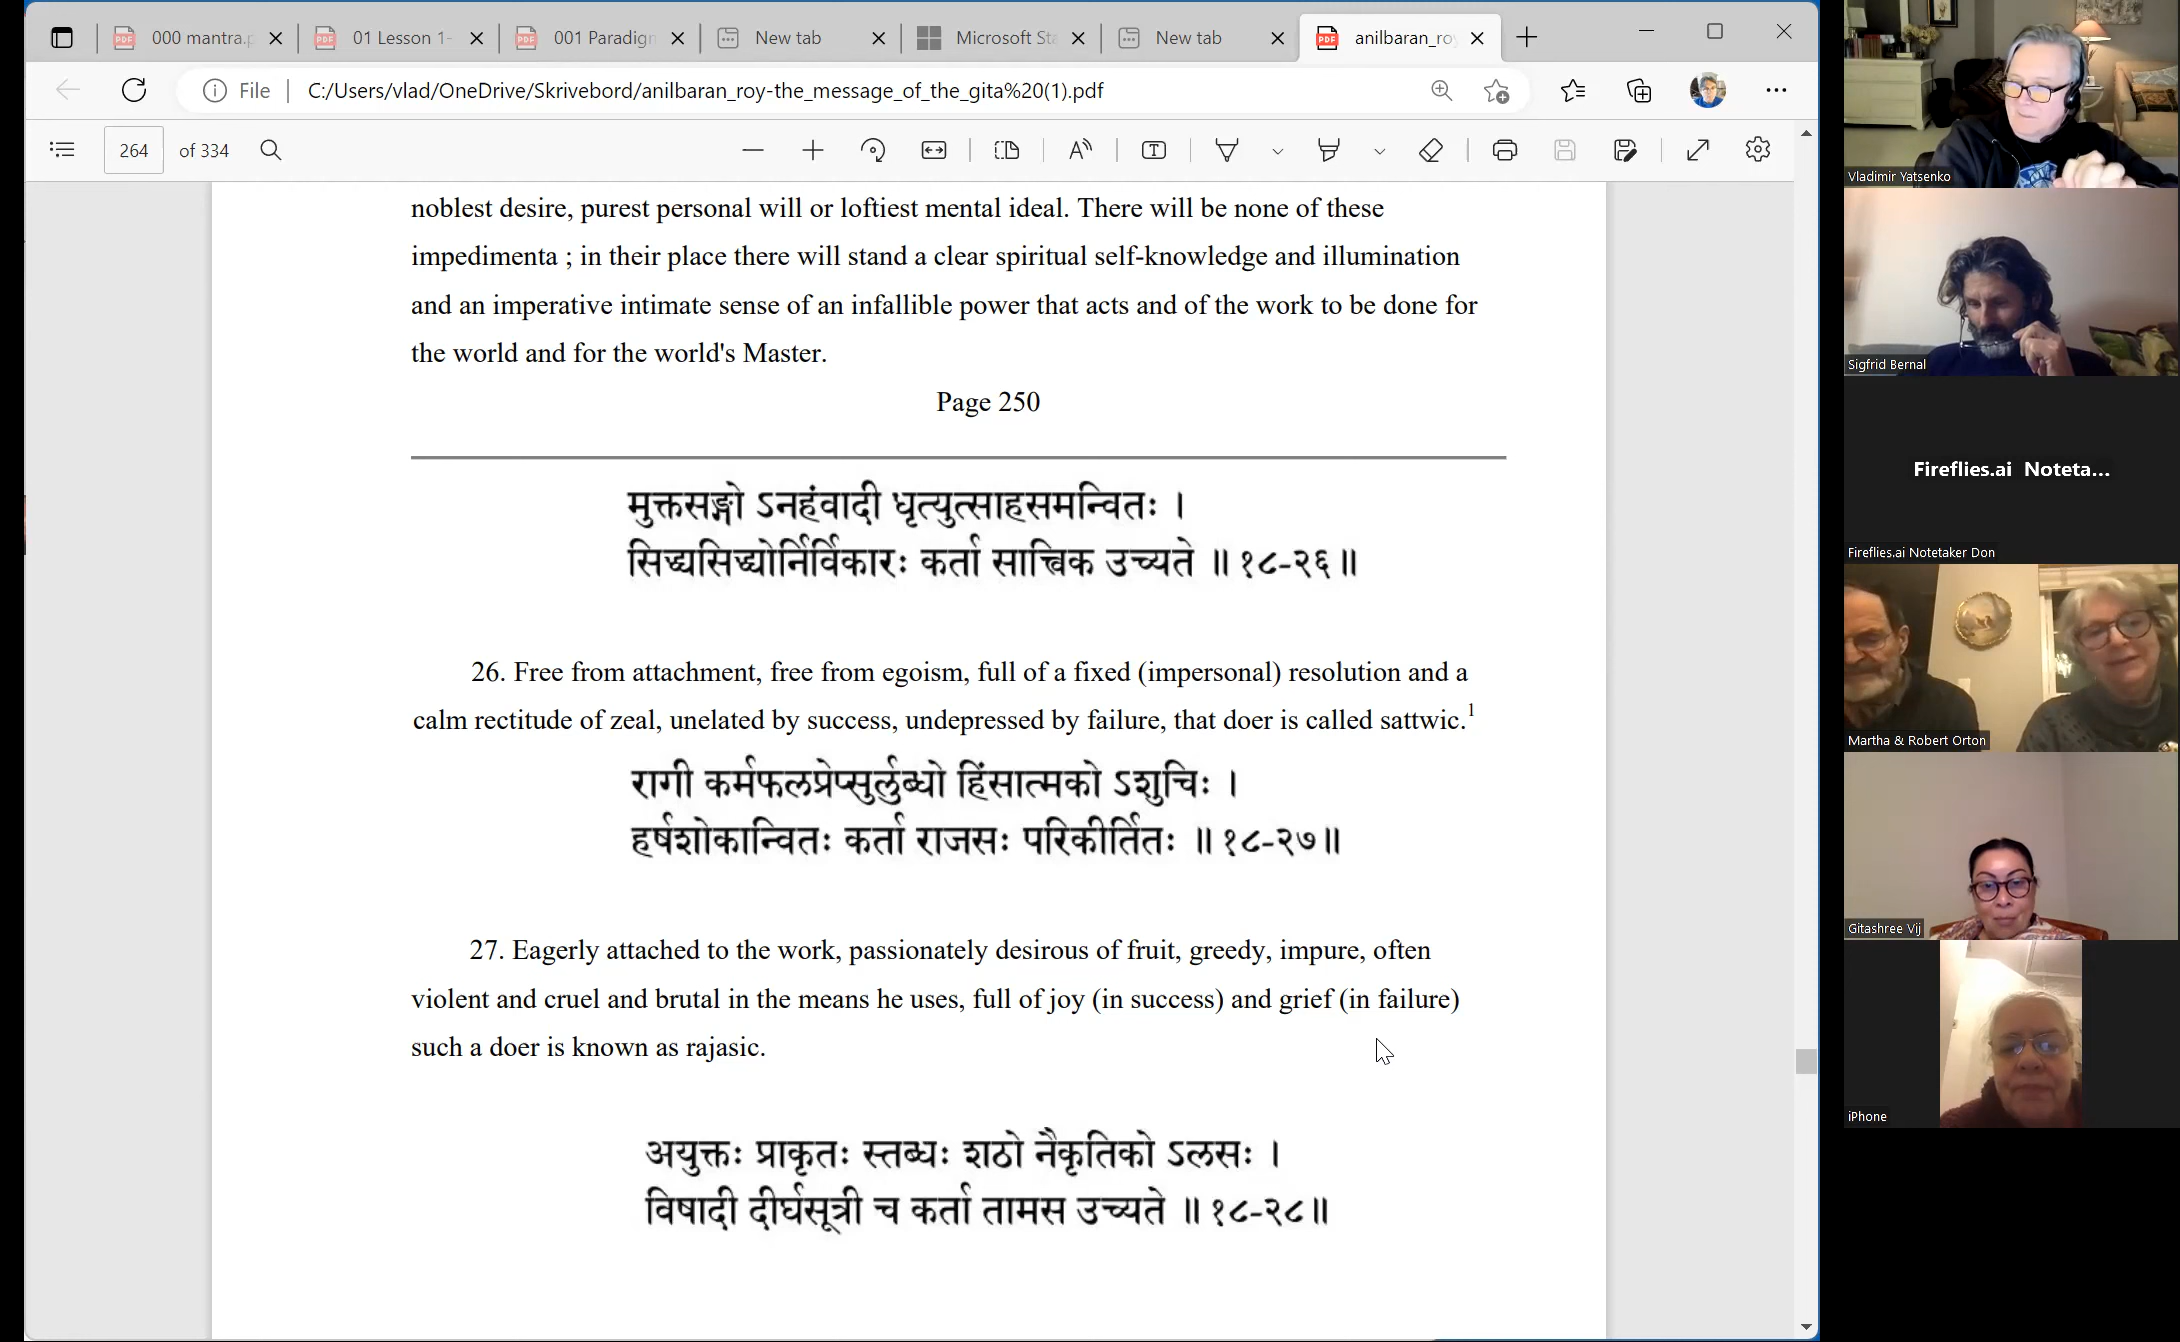 000 mantra.p
01 Lesson 1-
001 Paradign
New tab
Microsoft Sta
New tab
anilbaran_roy
File
C:/Users/vlad/OneDrive/Skrivebord/anilbaran_roy-the_message_of_the_gita%20(1).pdf
264 of 334
noblest desire, purest personal will or loftiest mental ideal. There will be none of these
impedimenta ; in their place there will stand a clear spiritual self-knowledge and illumination
and an imperative intimate sense of an infallible power that acts and of the work to be done for
the world and for the world's Master.
Page 250
मुक्तसङ्गो ऽनहंवादी धृत्युत्साहसमन्वितः ।
सिद्ध्यसिद्ध्योर्निर्विकारः कर्ता सात्त्विक उच्यते ॥ १८-२६॥
26. Free from attachment, free from egoism, full of a fixed (impersonal) resolution and a
calm rectitude of zeal, unelated by success, undepressed by failure, that doer is called sattwic.1
रागी कर्मफलप्रेप्सुर्लुब्धो हिंसात्मको ऽशुचिः ।
हर्षशोकान्वितः कर्ता राजसः परिकीर्तितः ॥ १८-२७॥
27. Eagerly attached to the work, passionately desirous of fruit, greedy, impure, often
violent and cruel and brutal in the means he uses, full of joy (in success) and grief (in failure)
such a doer is known as rajasic.
अयुक्तः प्राकृतः स्तब्धः शठो नैकृतिको ऽलसः ।
विषादी दीर्घसूत्री च कर्ता तामस उच्यते ॥ १८-२८॥
Vladimir Yatsenko
Sigfrid Bernal
Fireflies.ai Noteta...
Fireflies.ai Notetaker Don
Martha & Robert Orton
Gitashree Vij
iPhone